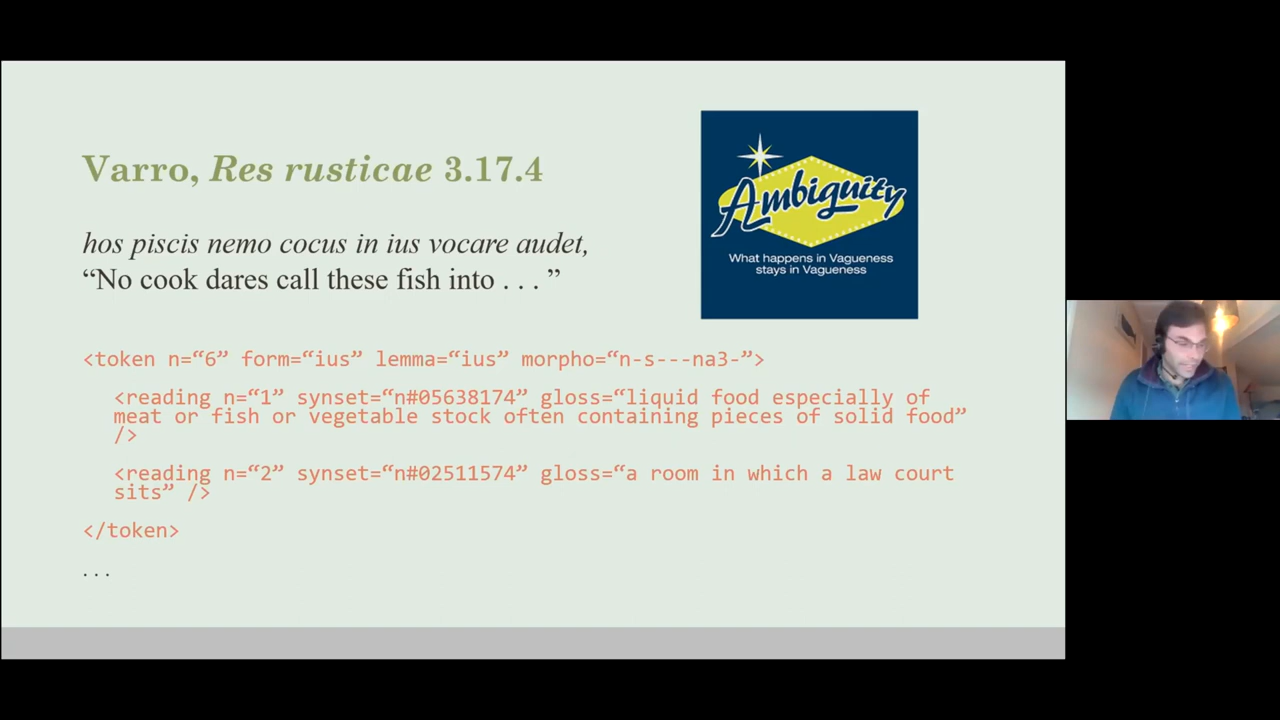 Varro, Res rusticae 3.17.4
hos piscis nemo cocus in ius vocare audet,
“No cook dares call these fish into . . . ”
Ambiguity
What happens in Vagueness
stays in Vagueness
<token n=“6” form=“ius” lemma=“ius” morpho=“n-s---na3-”>
<reading n=“1” synset=“n#05638174” gloss=“liquid food especially of
meat or fish or vegetable stock often containing pieces of solid food”
/>
<reading n=“2” synset=“n#02511574” gloss=“a room in which a law court
sits” />
</token>
. . .